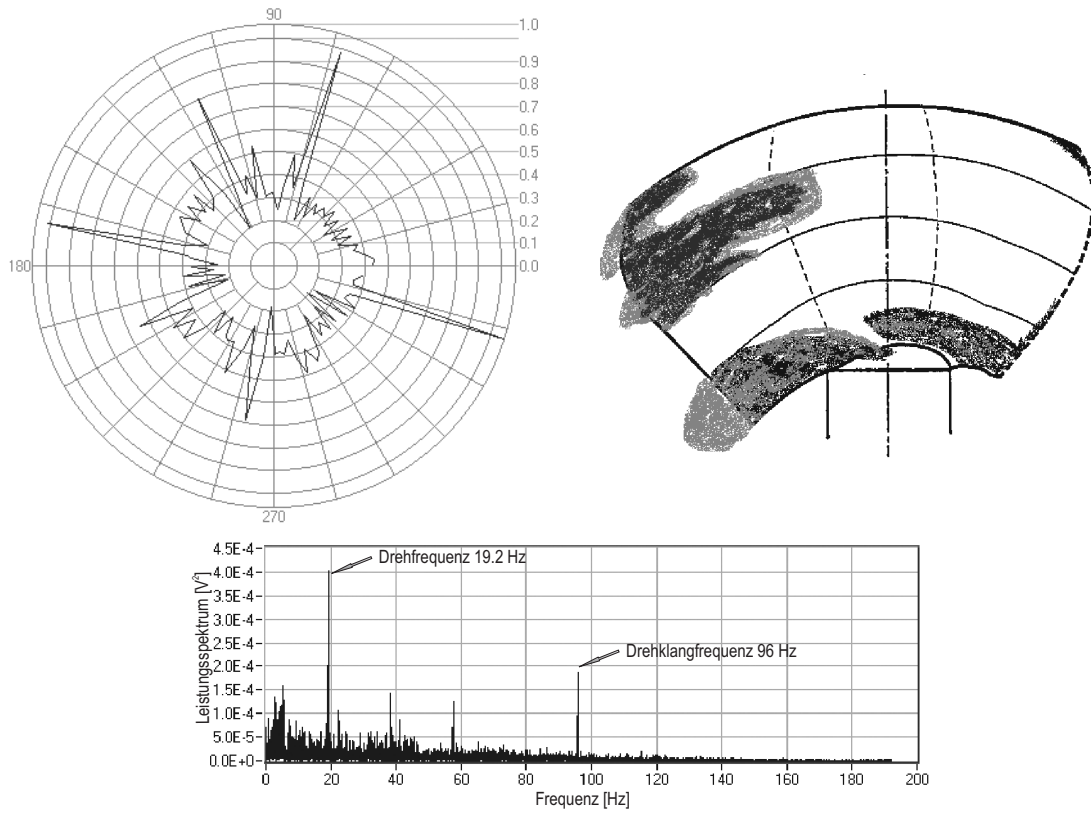 90
1.0
0.9
0.8
0.7
0.6
0.5
0.4
0.3
0.2
0.1
180
0.0
270
4.5E-4
4.0E-4
3.5E-4
3.0E-4
2.5E-4
2.0E-4
1.5E-4
1.0E-4
5.0E-5
0.0E+0
Leistungsspektrum [V²]
Drehfrequenz 19.2 Hz
Drehklangfrequenz 96 Hz
0 20 40 60 80 100 120 140 160 180 200
Frequenz [Hz]